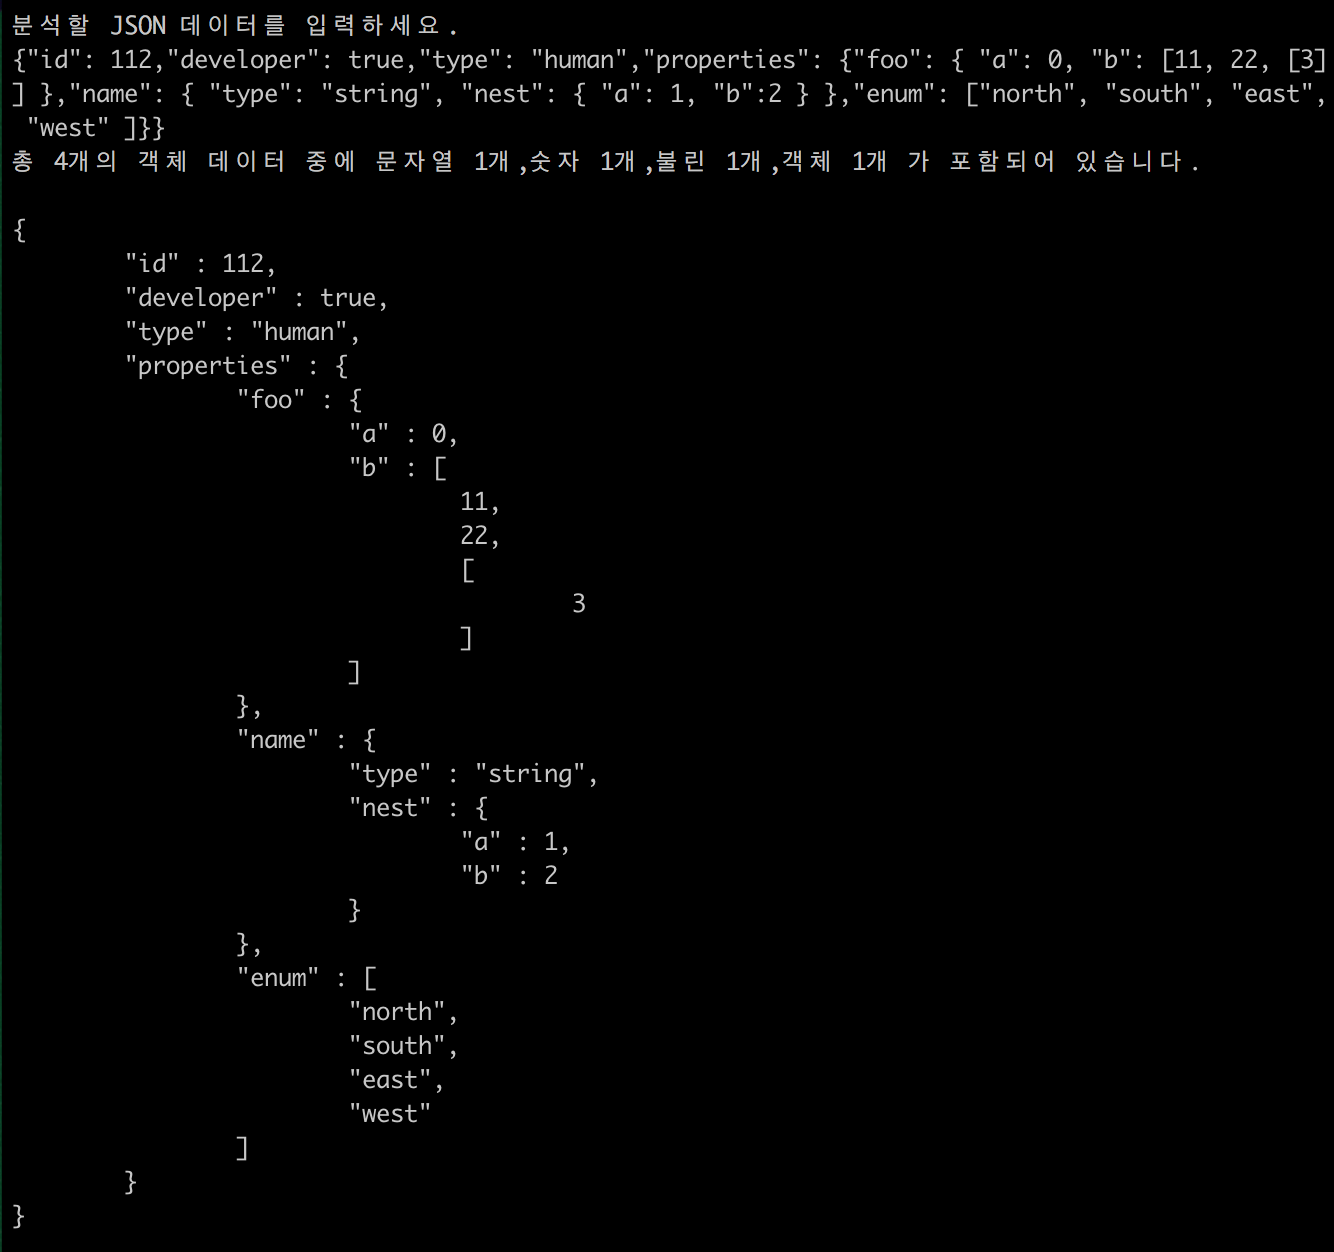 분석할 JSON 데이터를 입력하세요.
{"id": 112,"developer": true,"type": "human","properties": {"foo": { "a": 0, "b": [11, 22, [3]
] },"name": { "type": "string", "nest": { "a": 1, "b":2 } },"enum": ["north", "south", "east",
 "west" ]}}
총 4개의 객체 데이터 중에 문자열 1개,숫자 1개,불린 1개,객체 1개 가 포함되어 있습니다.

{
	"id" : 112,
	"developer" : true,
	"type" : "human",
	"properties" : {
		"foo" : {
			"a" : 0,
			"b" : [
				11,
				22,
				[
					3
				]
			]
		},
		"name" : {
			"type" : "string",
			"nest" : {
				"a" : 1,
				"b" : 2
			}
		},
		"enum" : [
			"north",
			"south",
			"east",
			"west"
		]
	}
}